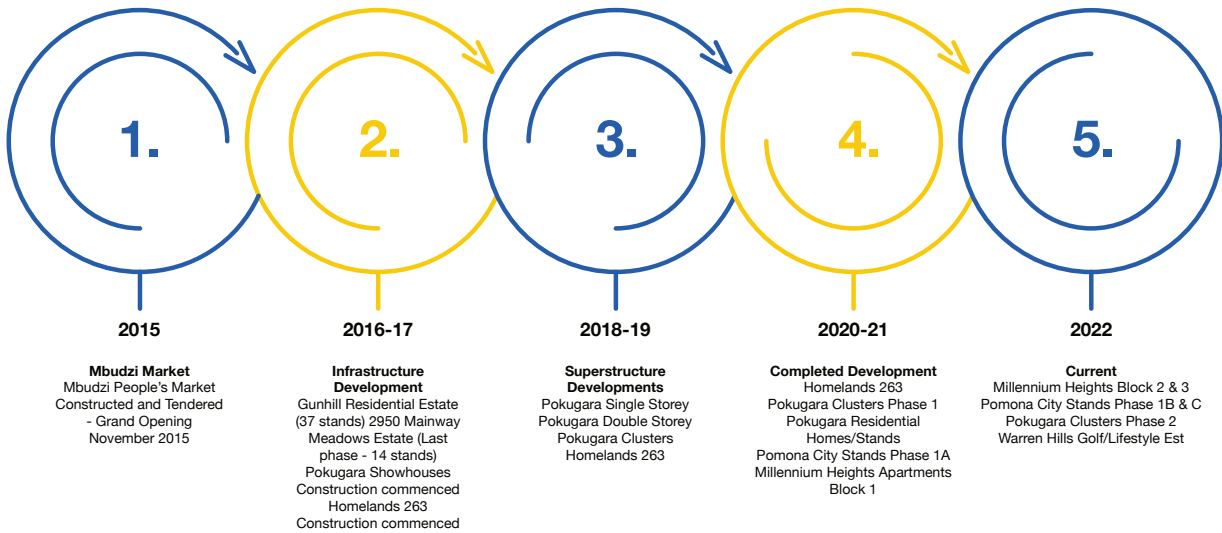 1.
2015
Mbudzi Market
Mbudzi People's Market
Constructed and Tendered
- Grand Opening
November 2015
2.
2016-17
Infrastructure
Development
Gunhill Residential Estate
(37 stands) 2950 Mainway
Meadows Estate (Last
phase - 14 stands)
Pokugara Showhouses
Construction commenced
Homelands 263
Construction commenced
3.
2018-19
Superstructure
Developments
Pokugara Single Storey
Pokugara Double Storey
Pokugara Clusters
Homelands 263
4.
2020-21
Completed Development
Homelands 263
Pokugara Clusters Phase 1
Pokugara Residential
Homes/Stands
Pomona City Stands Phase 1A
Millennium Heights Apartments
Block 1
5.
2022
Current
Millennium Heights Block 2 & 3
Pomona City Stands Phase 1B & C
Pokugara Clusters Phase 2
Warren Hills Golf/Lifestyle Est